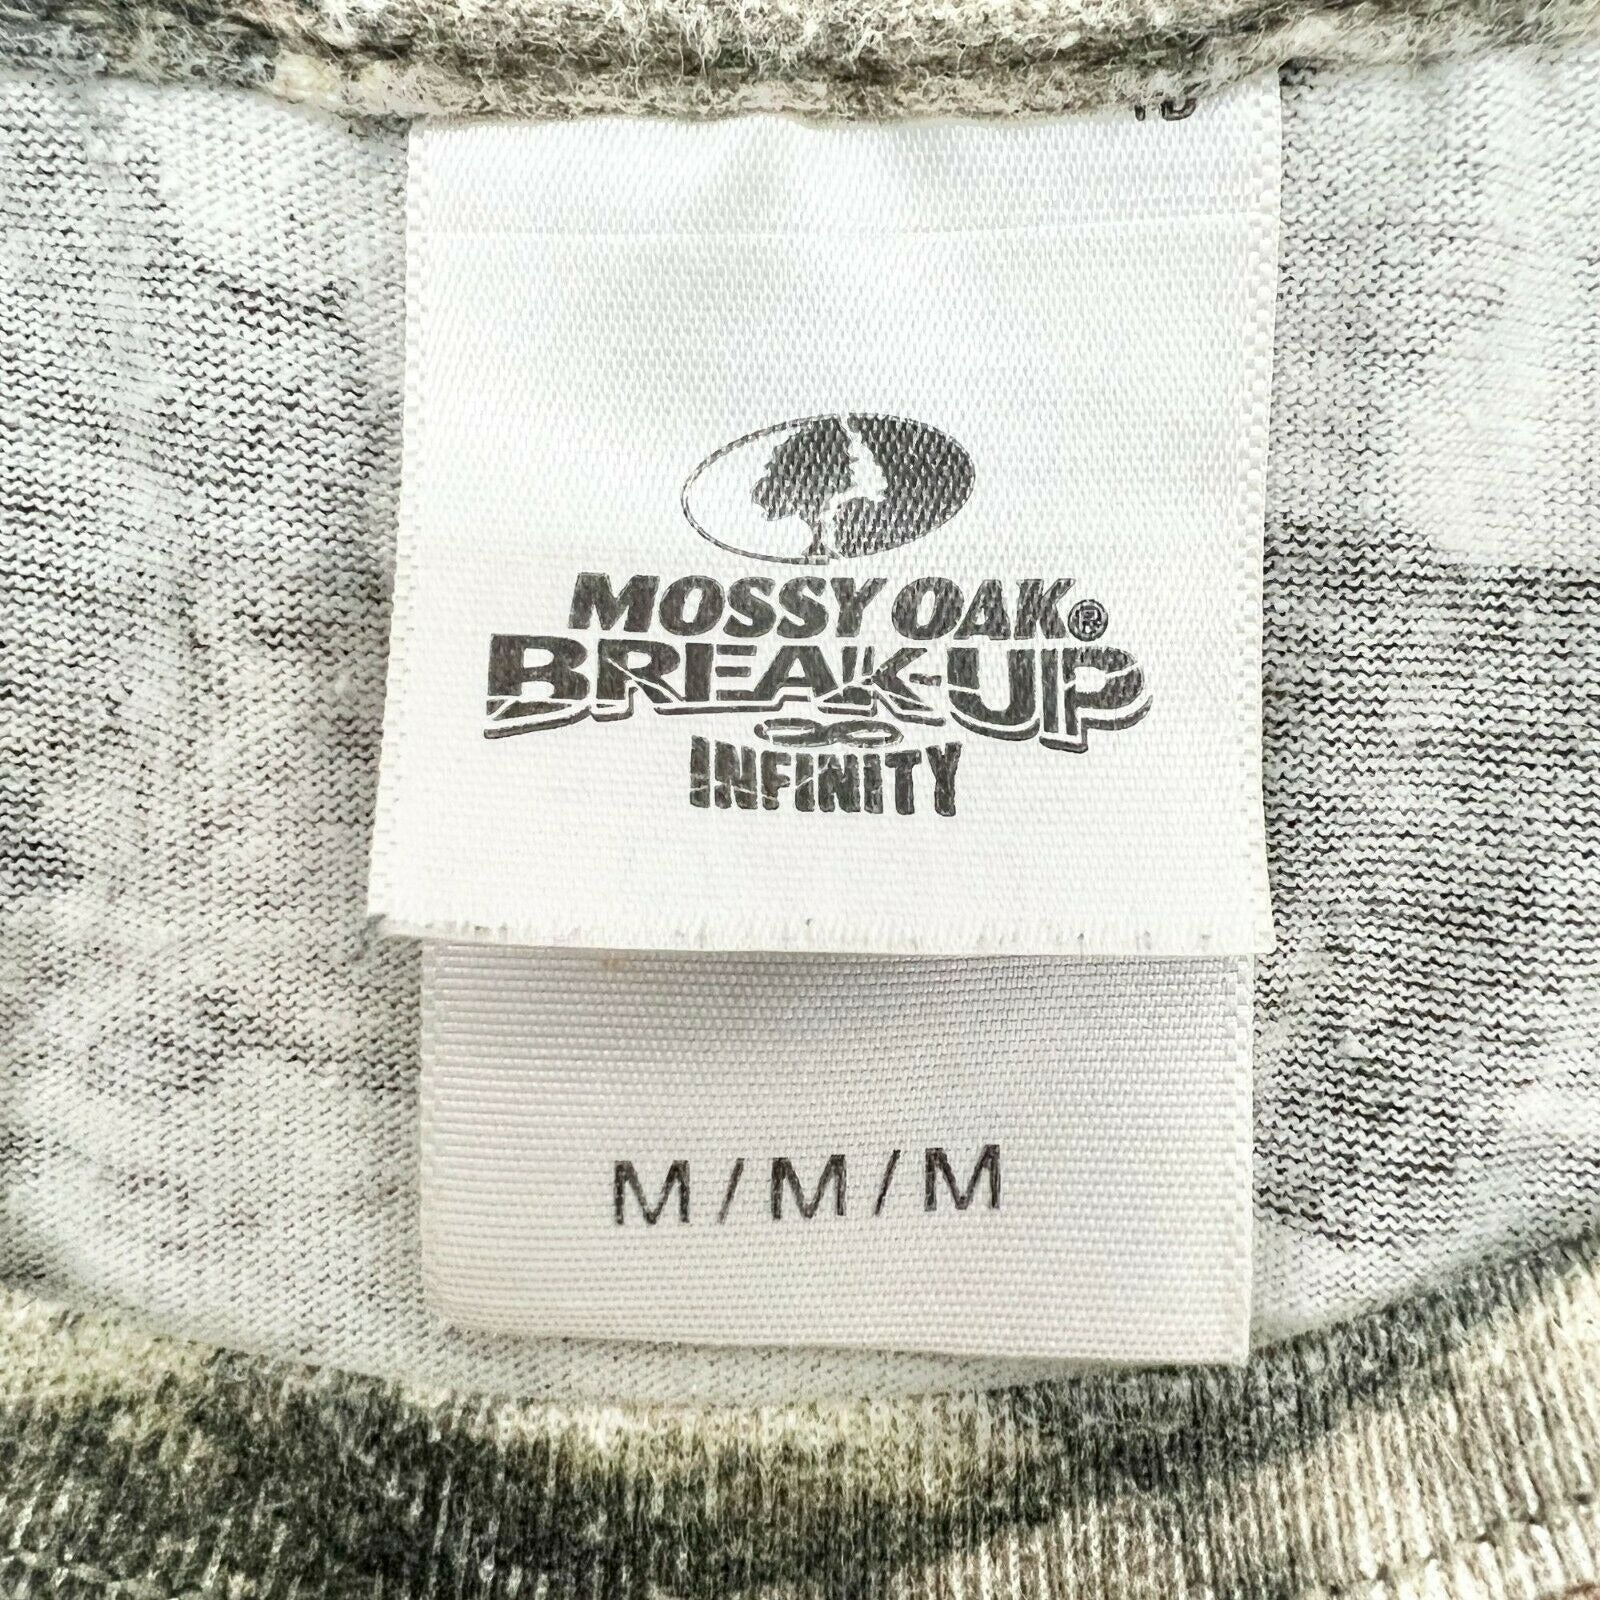 MOSSY OAK®
BREAK-UP
INFINITY
M / M / M